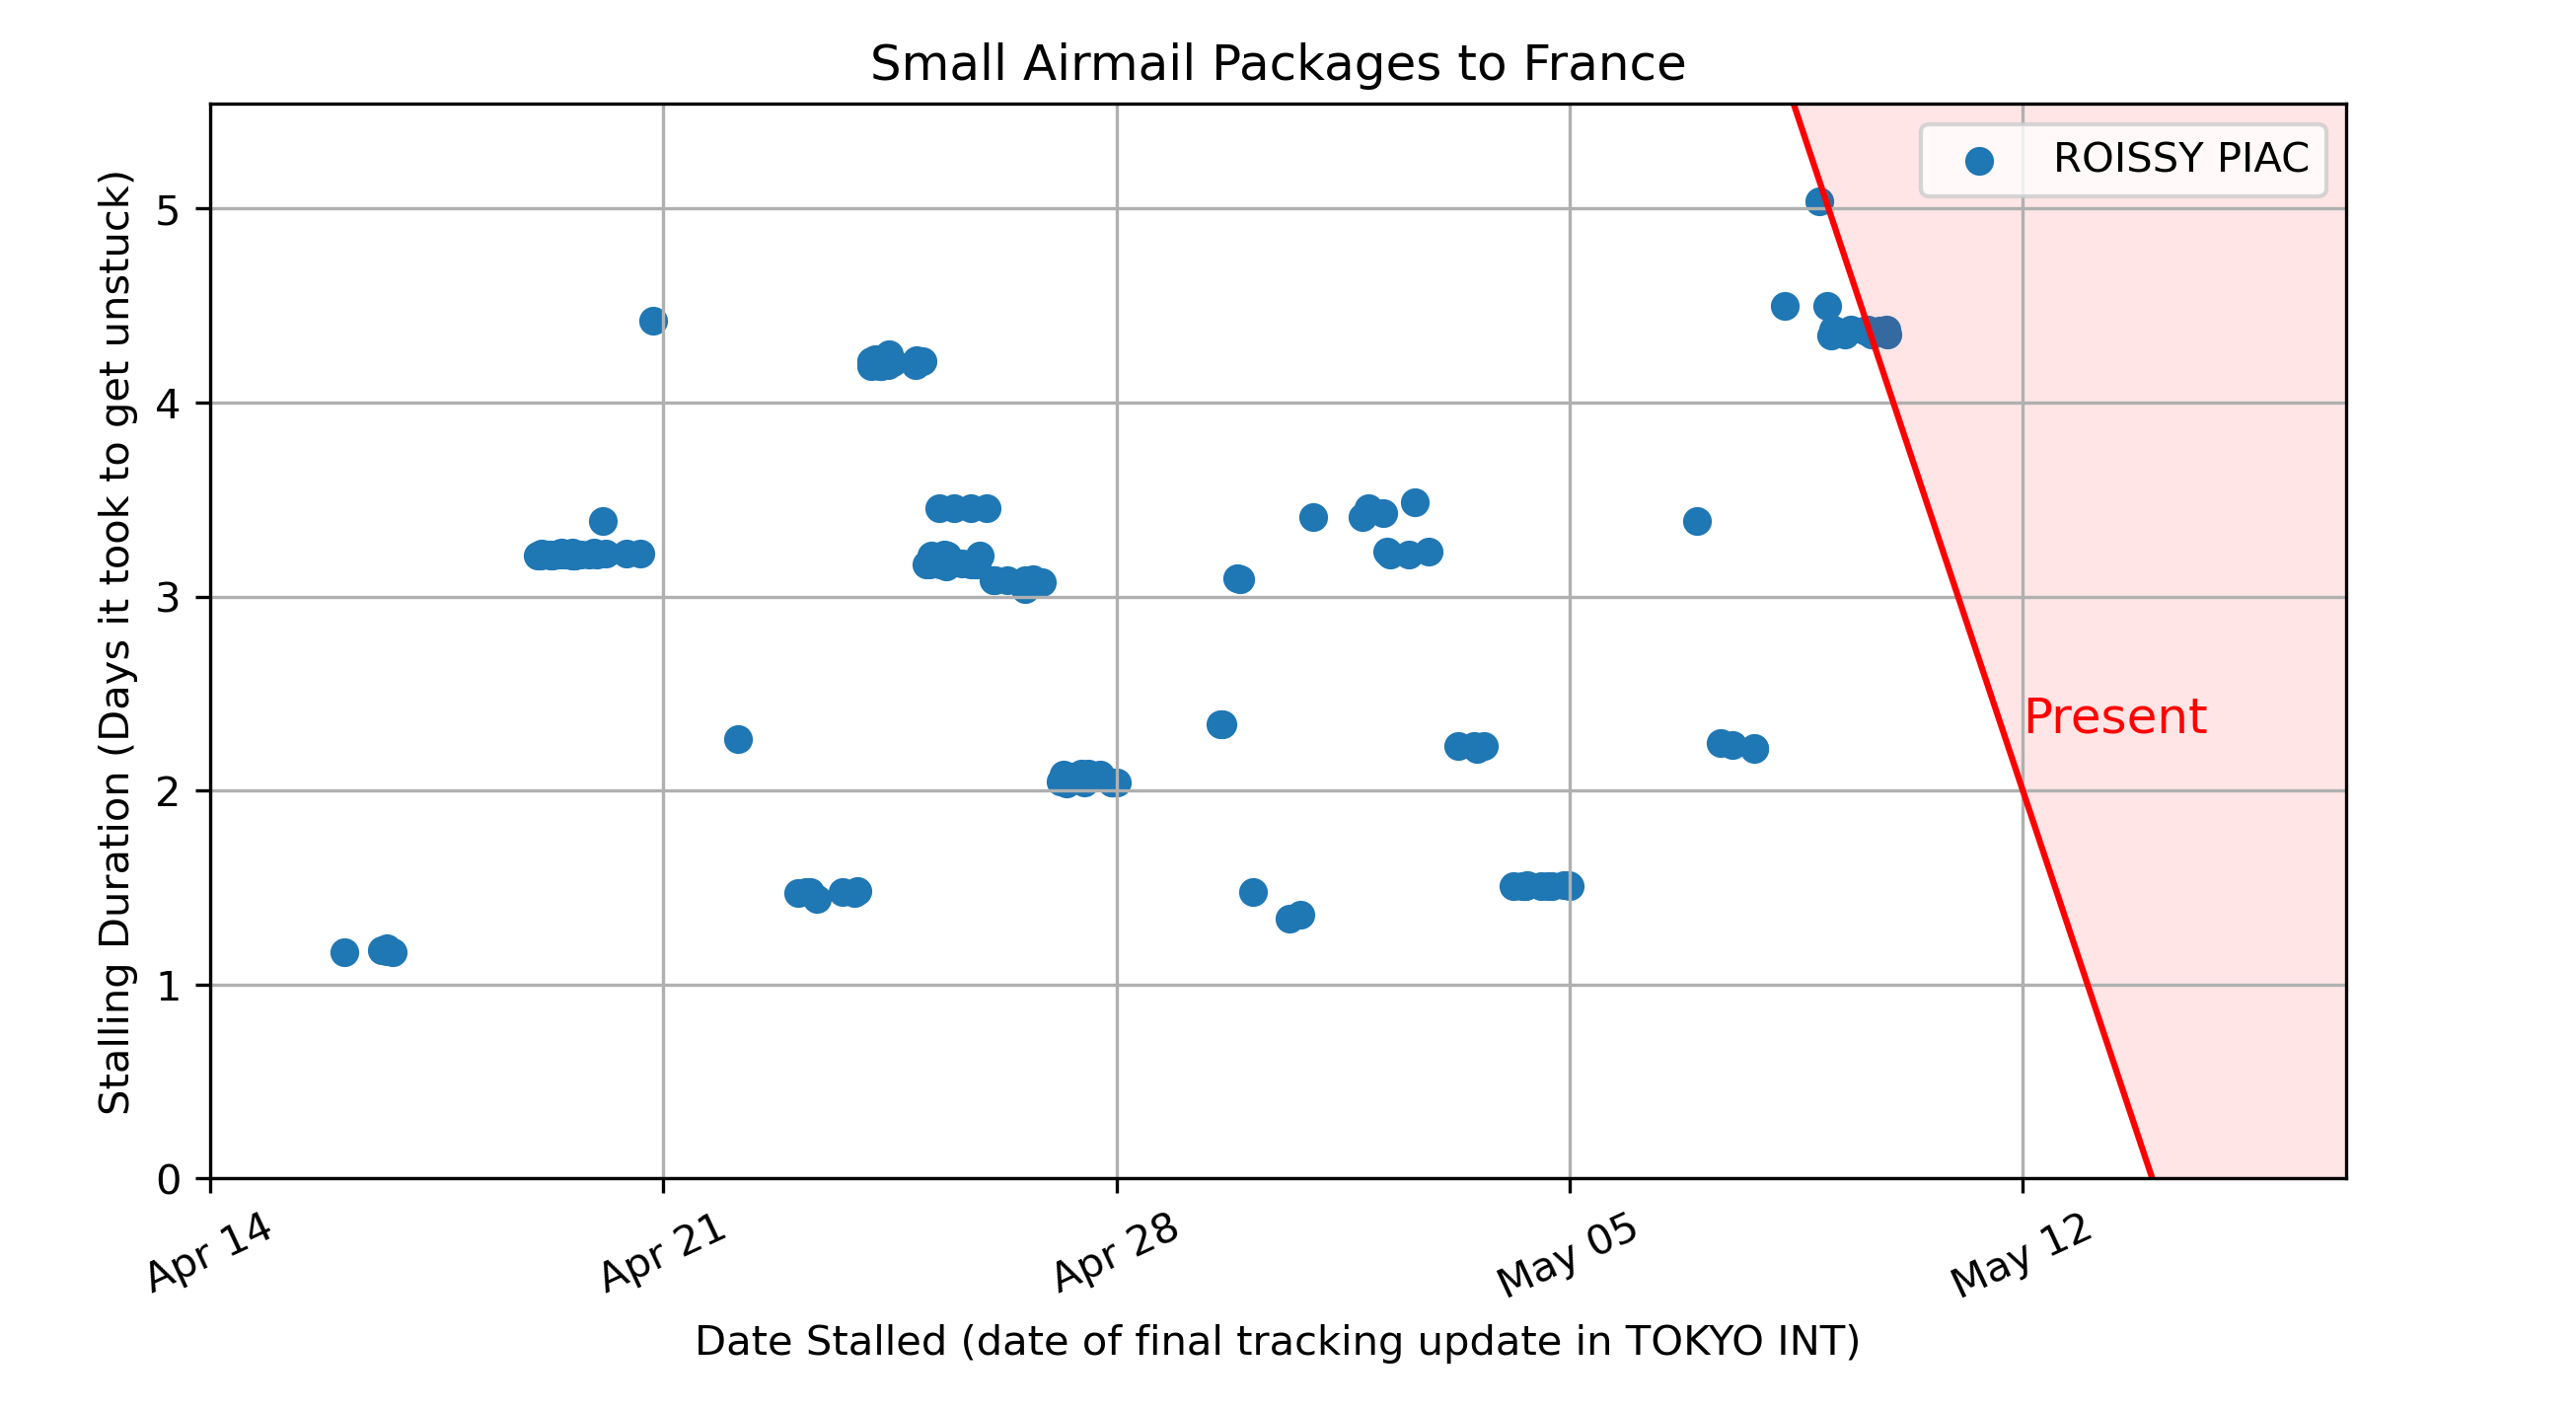 Small Airmail Packages to France
ROISSY PIAC
Stalling Duration (Days it took to get unstuck)
5
4
3
2
1
0
Present
Apr 14
Apr 21
Apr 28
May 05
May 12
Date Stalled (date of final tracking update in TOKYO INT)